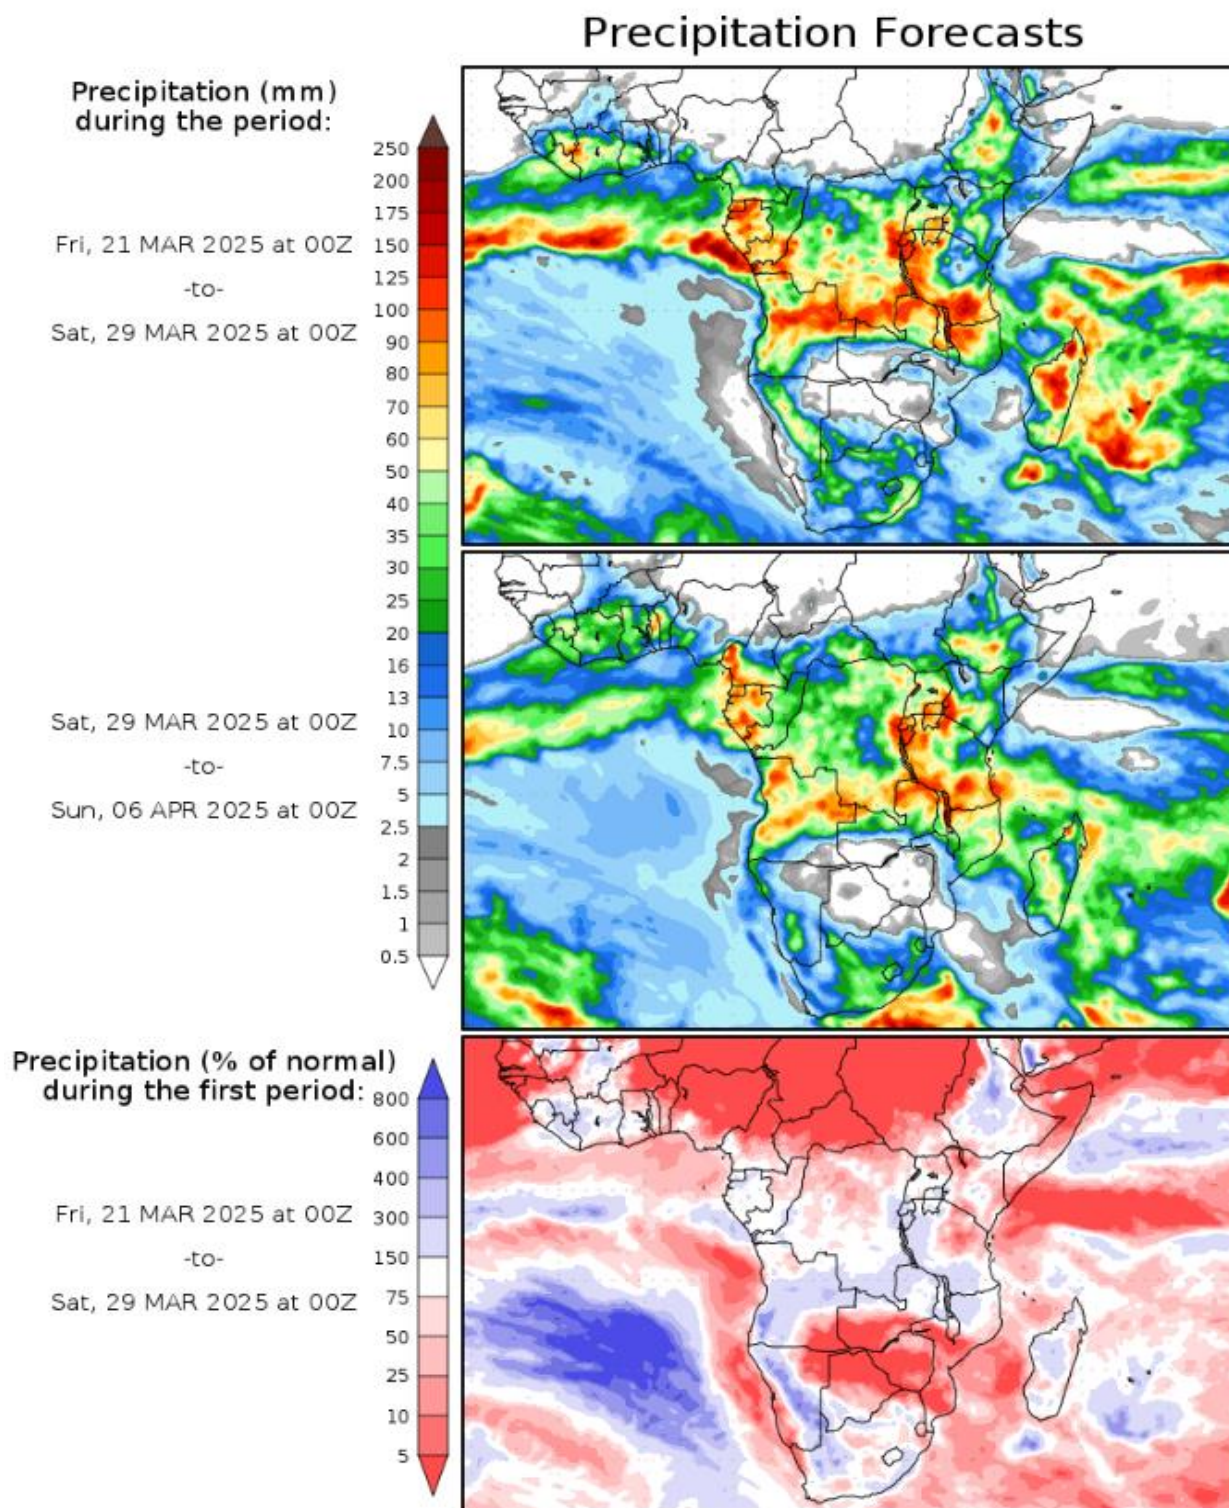 Precipitation Forecasts
Precipitation (mm)
during the period:
250
200
175
150
125
100
90
80
70
60
50
40
35
30
25
20
16
13
10
7.5
5
2.5
2
1.5
1
0.5
Fri, 21 MAR 2025 at 00Z
-to-
Sat, 29 MAR 2025 at 00Z
Sat, 29 MAR 2025 at 00Z
-to-
Sun, 06 APR 2025 at 00Z
Precipitation (% of normal)
during the first period:
800
600
400
300
150
75
50
25
10
5
Fri, 21 MAR 2025 at 00Z
-to-
Sat, 29 MAR 2025 at 00Z